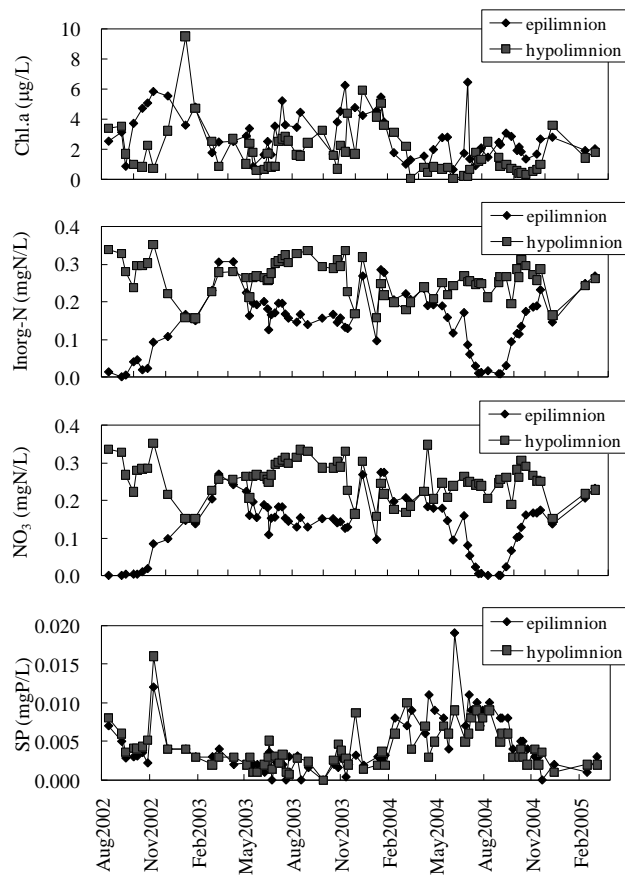 10
8
6
4
2
0
Chl.a (μg/L)
epilimnion
hypolimnion
0.4
0.3
0.2
0.1
0.0
Inorg-N (mgN/L)
epilimnion
hypolimnion
0.4
0.3
0.2
0.1
0.0
NO₃ (mgN/L)
epilimnion
hypolimnion
0.020
0.015
0.010
0.005
0.000
SP (mgP/L)
epilimnion
hypolimnion
Aug2002
Nov2002
Feb2003
May2003
Aug2003
Nov2003
Feb2004
May2004
Aug2004
Nov2004
Feb2005